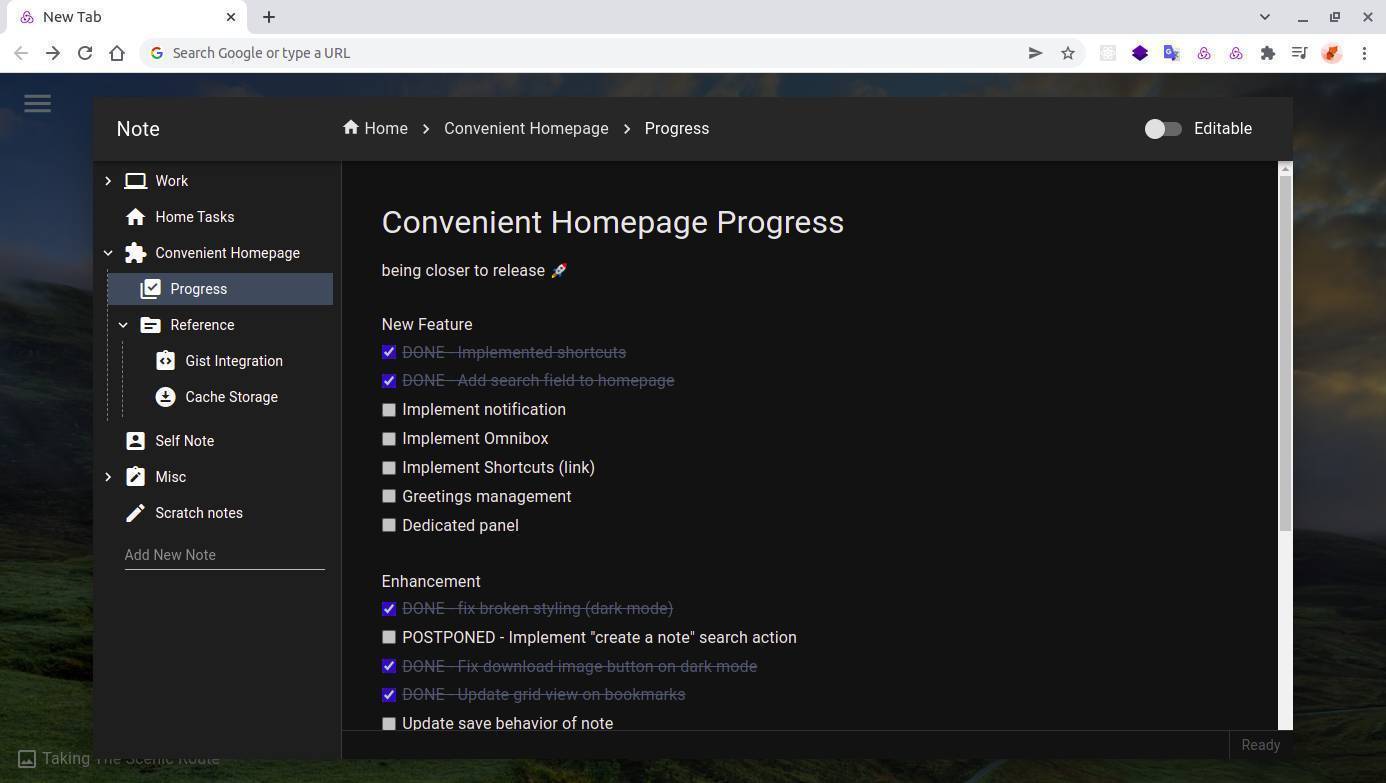 New Tab
Search Google or type a URL
Note
Home
Convenient Homepage
Progress
Editable
Work
Home Tasks
Convenient Homepage
Progress
Reference
Gist Integration
Cache Storage
Self Note
Misc
Scratch notes
Add New Note
Convenient Homepage Progress
being closer to release 🚀
New Feature
DONE - Implemented shortcuts
DONE - Add search field to homepage
Implement notification
Implement Omnibox
Implement Shortcuts (link)
Greetings management
Dedicated panel
Enhancement
DONE - fix broken styling (dark mode)
POSTPONED - Implement "create a note" search action
DONE - Fix download image button on dark mode
DONE - Update grid view on bookmarks
Update save behavior of note
Ready
Taking The Scenic Route